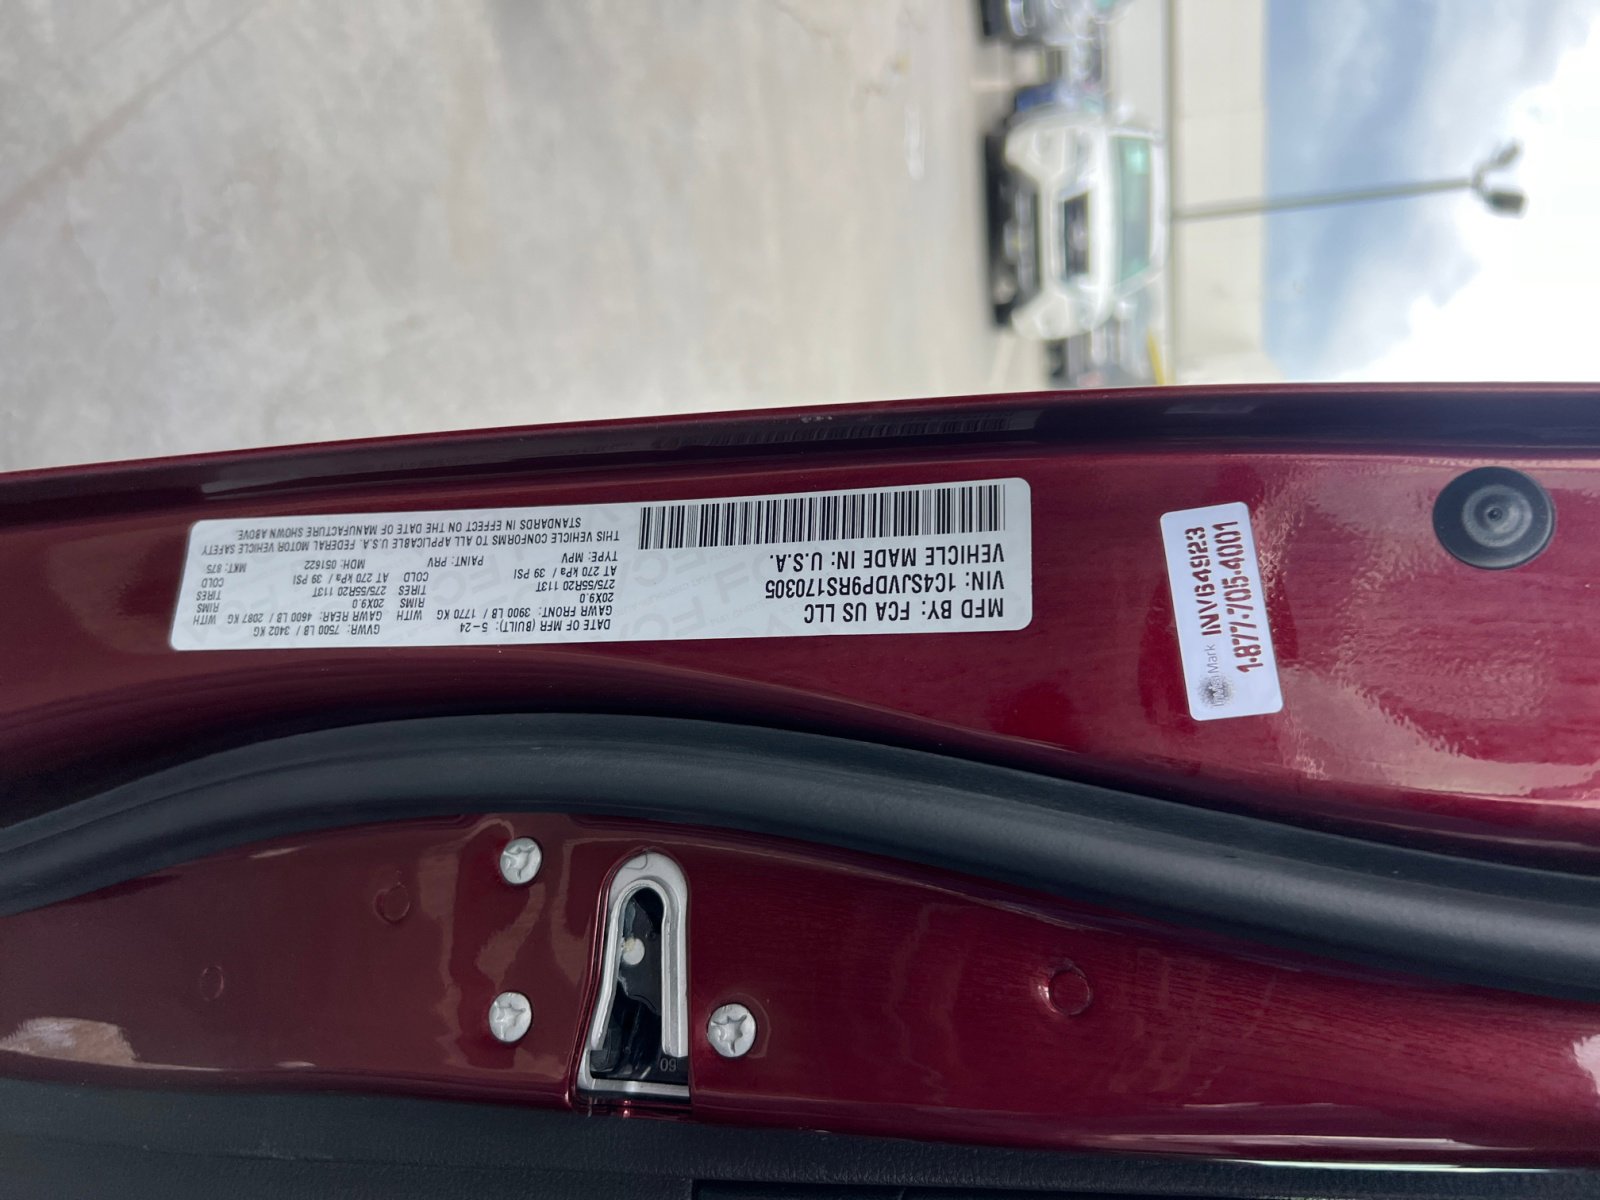 MFD BY: FCA US LLC
VIN: 1C4SJVDP9RS170305
VEHICLE MADE IN: U.S.A.
DATE OF MFR (BUILT): 5-24
GVWR: 7500 LB / 3402 KG
GAWR FRONT: 3900 LB / 1770 KG WITH
GAWR REAR: 4600 LB / 2087 KG WITH
20X9.0 RIMS
20X9.0 RIMS
275/55R20 113T TIRES
275/55R20 113T TIRES
AT 270 kPa / 39 PSI COLD
AT 270 kPa / 39 PSI COLD
TYPE: MPV PAINT: PRV MDH: 051622 MKT: 875
THIS VEHICLE CONFORMS TO ALL APPLICABLE U.S.A. FEDERAL MOTOR VEHICLE SAFETY
STANDARDS IN EFFECT ON THE DATE OF MANUFACTURE SHOWN ABOVE.
Mark INV64923
1-877-705-4001
09